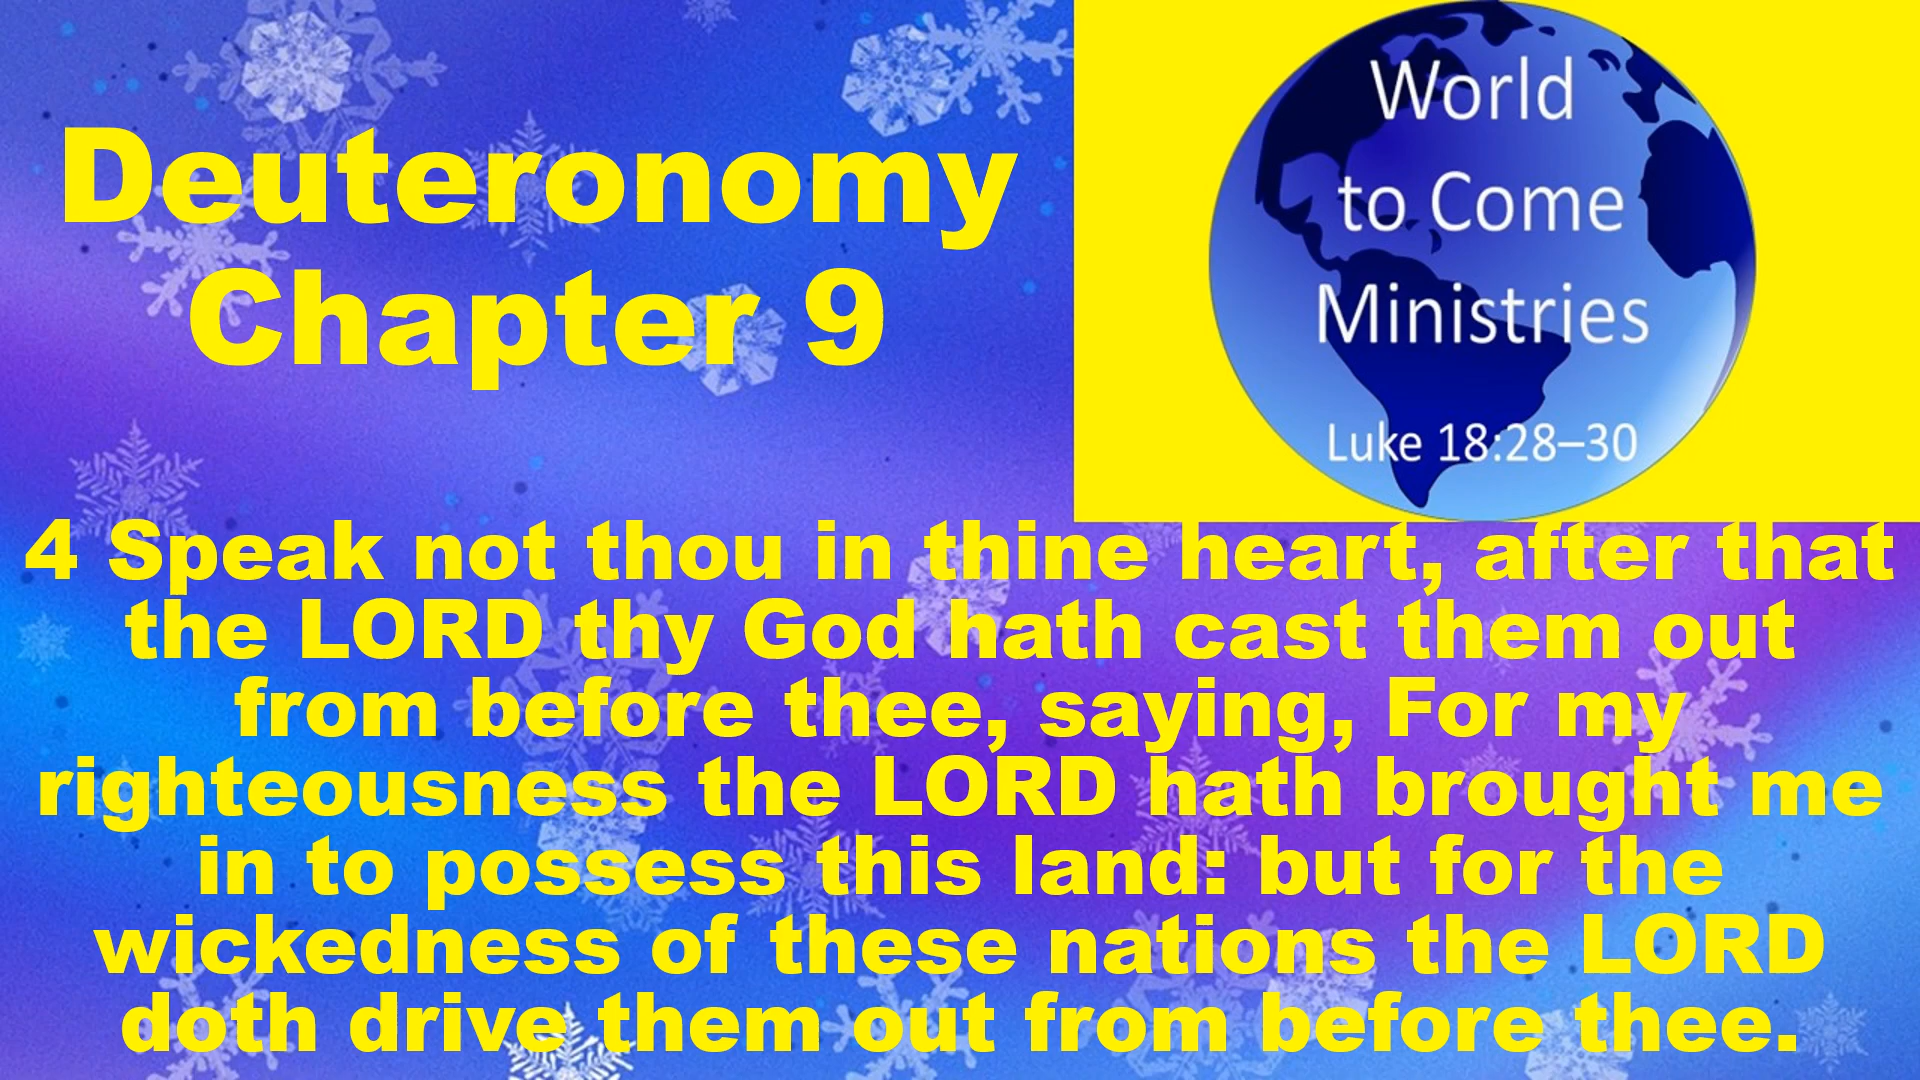 Deuteronomy
Chapter 9
World
to Come
Ministries
Luke 18:28–30
4 Speak not thou in thine heart, after that
the LORD thy God hath cast them out
from before thee, saying, For my
righteousness the LORD hath brought me
in to possess this land: but for the
wickedness of these nations the LORD
doth drive them out from before thee.